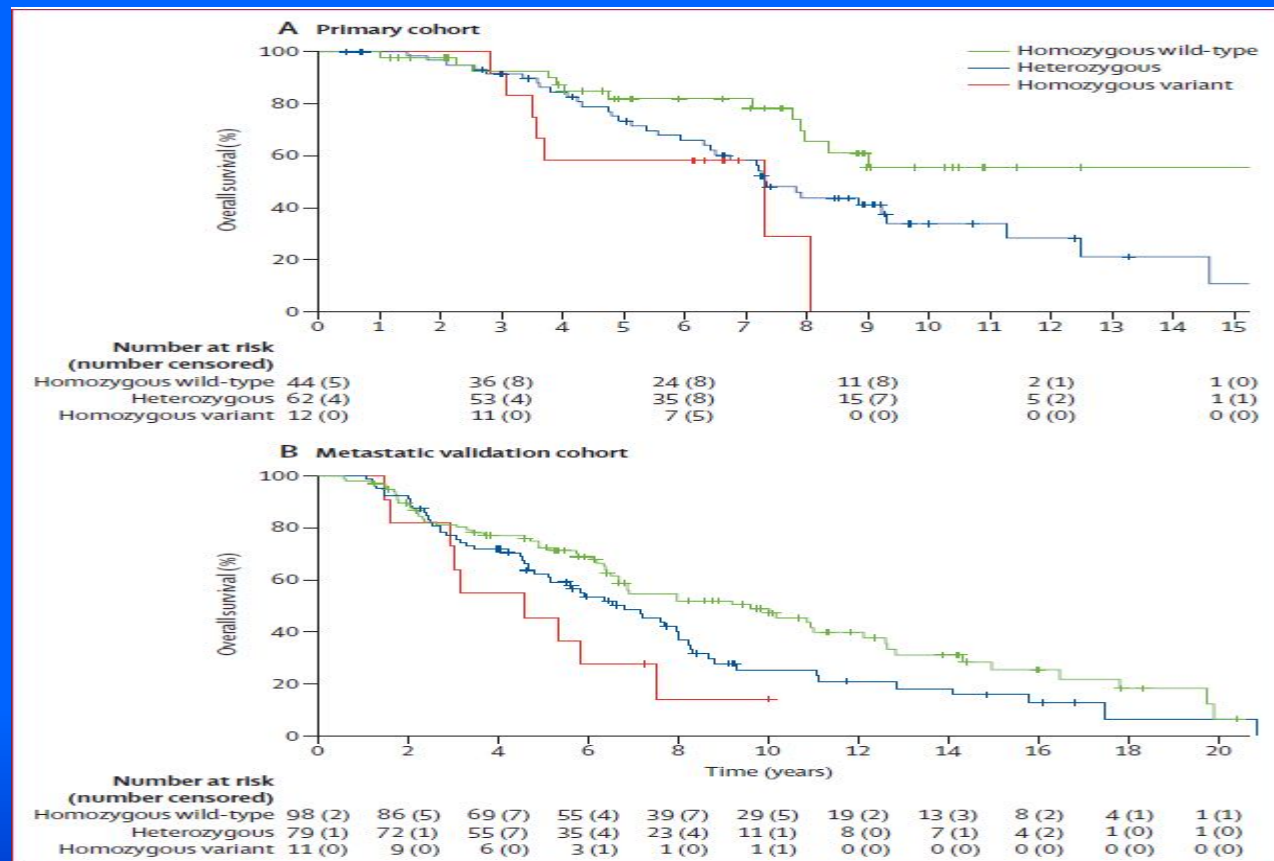 A Primary cohort
Homozygous wild-type
Heterozygous
Homozygous variant
Overall survival (%)
100
80
60
40
20
0
0 1 2 3 4 5 6 7 8 9 10 11 12 13 14 15
Number at risk
(number censored)
Homozygous wild-type 44 (5) 36 (8) 24 (8) 11 (8) 2 (1) 1 (0)
Heterozygous 62 (4) 53 (4) 35 (8) 15 (7) 5 (2) 1 (1)
Homozygous variant 12 (0) 11 (0) 7 (5) 0 (0) 0 (0) 0 (0)
B Metastatic validation cohort
Overall survival (%)
100
80
60
40
20
0
0 2 4 6 8 10 12 14 16 18 20
Time (years)
Number at risk
(number censored)
Homozygous wild-type 98 (2) 86 (5) 69 (7) 55 (4) 39 (7) 29 (5) 19 (2) 13 (3) 8 (2) 4 (1) 1 (1)
Heterozygous 79 (1) 72 (1) 55 (7) 35 (4) 23 (4) 11 (1) 8 (0) 7 (1) 4 (2) 1 (0) 1 (0)
Homozygous variant 11 (0) 9 (0) 6 (0) 3 (1) 1 (0) 1 (1) 0 (0) 0 (0) 0 (0) 0 (0) 0 (0)